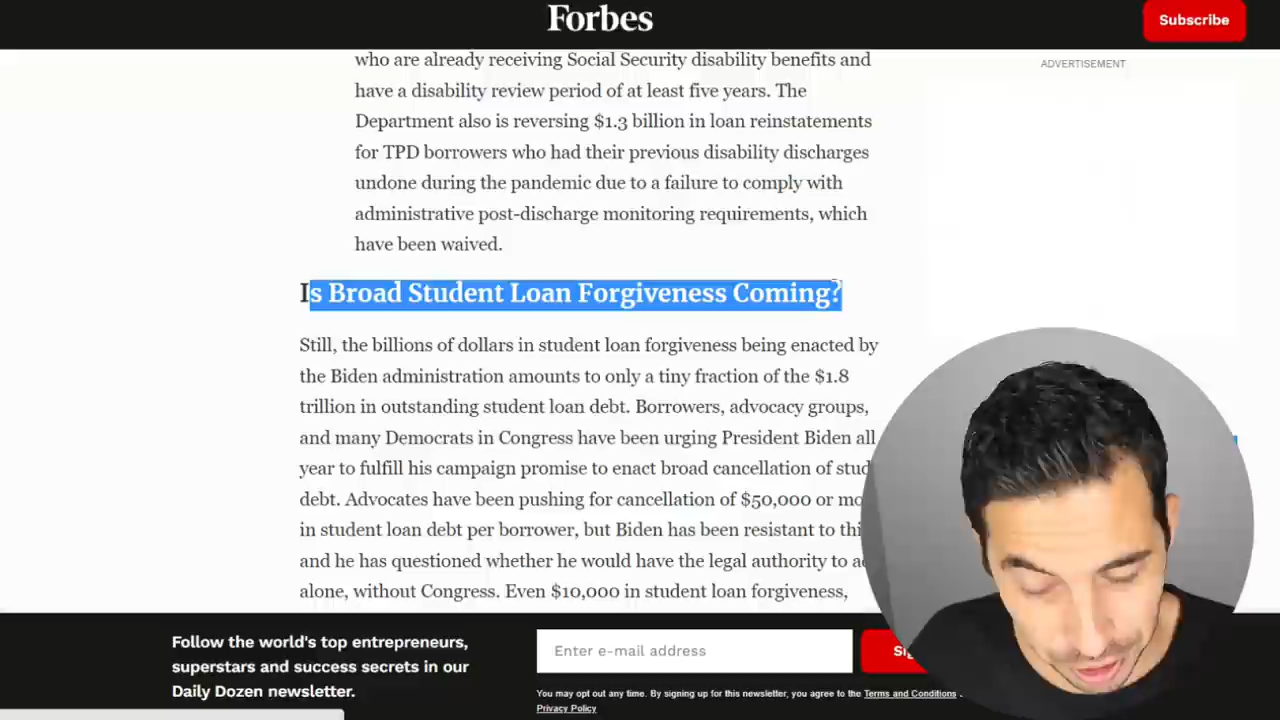 Forbes
Subscribe
ADVERTISEMENT
who are already receiving Social Security disability benefits and
have a disability review period of at least five years. The
Department also is reversing $1.3 billion in loan reinstatements
for TPD borrowers who had their previous disability discharges
undone during the pandemic due to a failure to comply with
administrative post-discharge monitoring requirements, which
have been waived.
Is Broad Student Loan Forgiveness Coming?
Still, the billions of dollars in student loan forgiveness being enacted by
the Biden administration amounts to only a tiny fraction of the $1.8
trillion in outstanding student loan debt. Borrowers, advocacy groups,
and many Democrats in Congress have been urging President Biden all
year to fulfill his campaign promise to enact broad cancellation of stud
debt. Advocates have been pushing for cancellation of $50,000 or mo
in student loan debt per borrower, but Biden has been resistant to thi
and he has questioned whether he would have the legal authority to a
alone, without Congress. Even $10,000 in student loan forgiveness,
Follow the world's top entrepreneurs,
superstars and success secrets in our
Daily Dozen newsletter.
Enter e-mail address
Sig
You may opt out any time. By signing up for this newsletter, you agree to the Terms and Conditions .
Privacy Policy